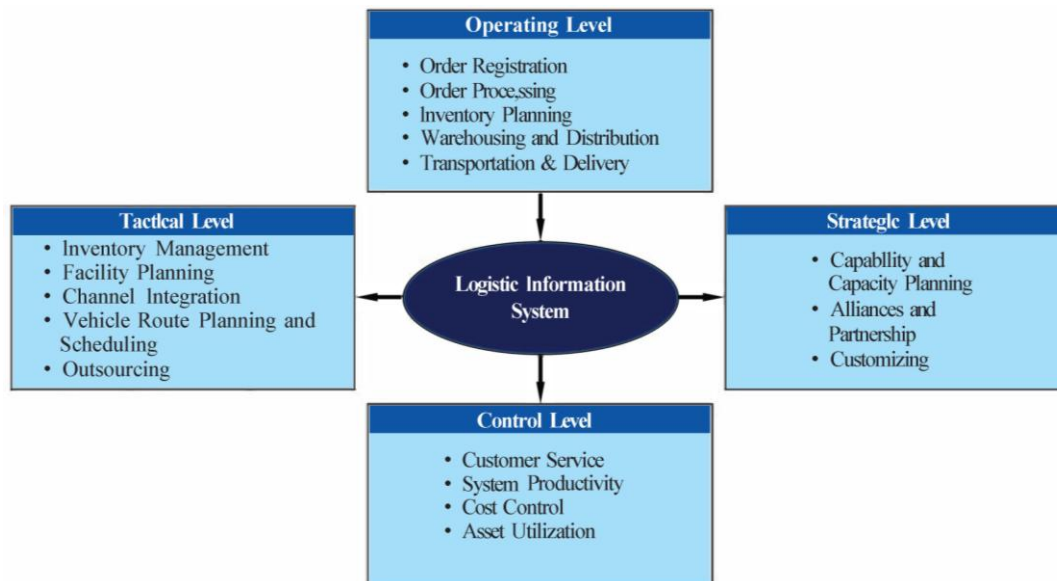 Operating Level
• Order Registration
• Order Proce,ssing
• Inventory Planning
• Warehousing and Distribution
• Transportation & Delivery
Tactlcal Level
• Inventory Management
• Facility Planning
• Channel Integration
• Vehicle Route Planning and
Scheduling
• Outsourcing
Logistic Information
System
Strateglc Level
• Capabllity and
Capacity Planning
• Alliances and
Partnership
• Customizing
Control Level
• Customer Service
• System Productivity
• Cost Control
• Asset Utilization